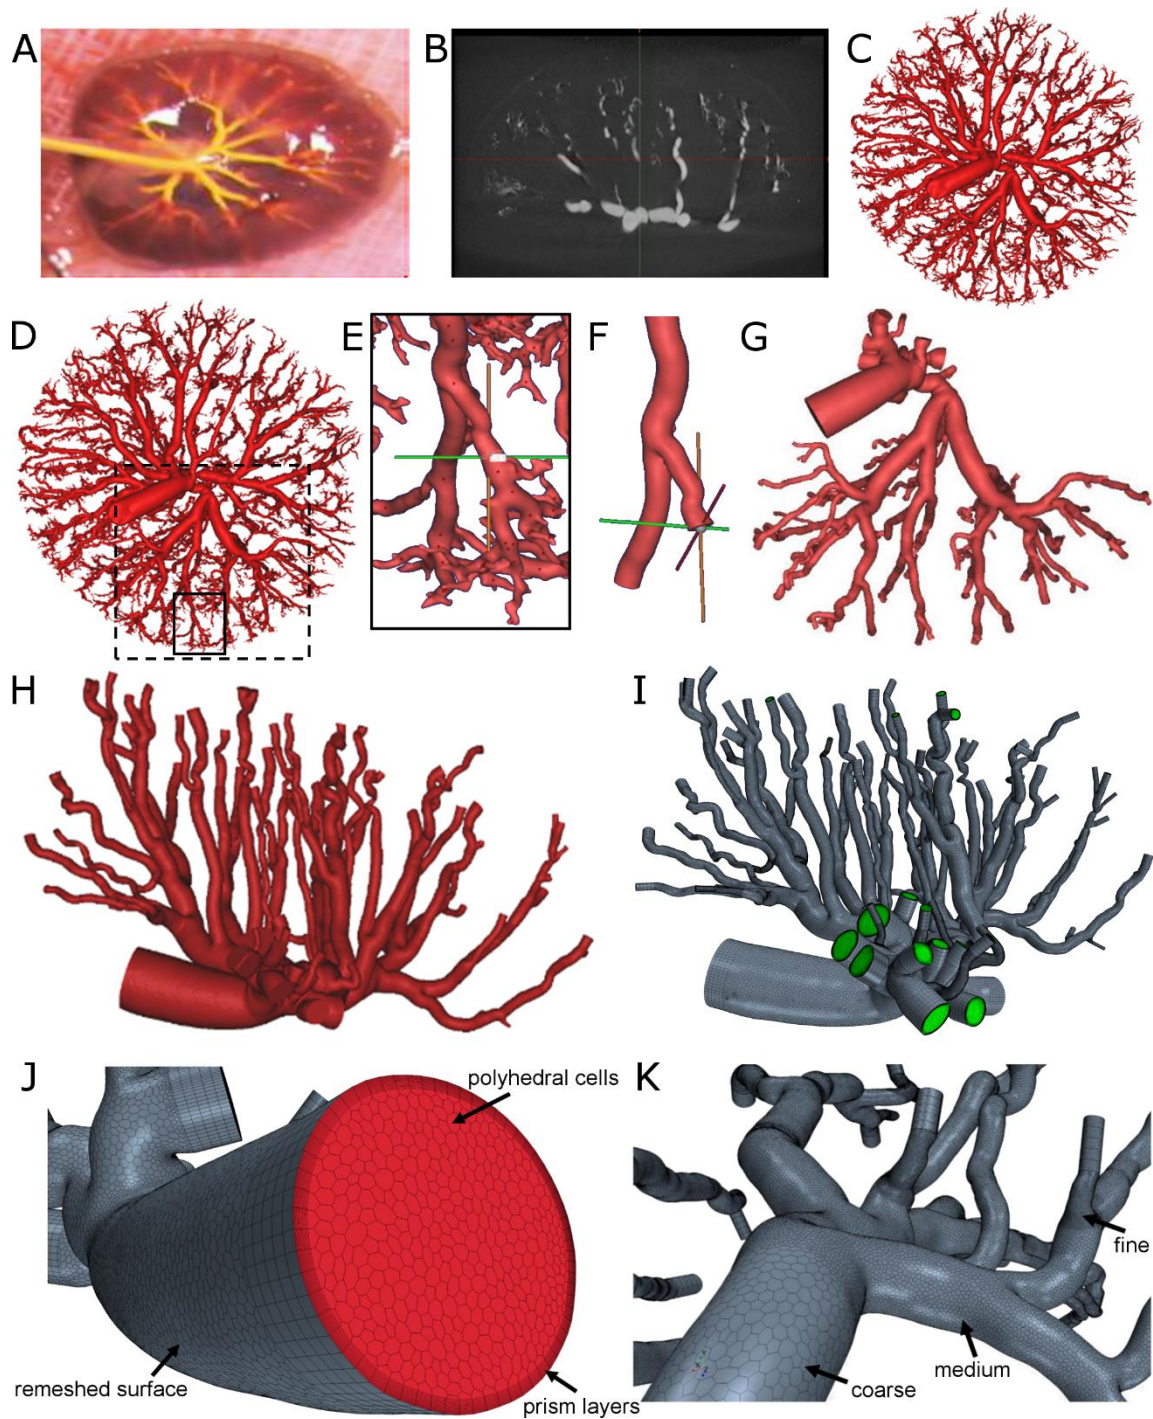 A
B
C
D
E
F
G
H
I
J
polyhedral cells
remeshed surface
prism layers
K
fine
medium
coarse